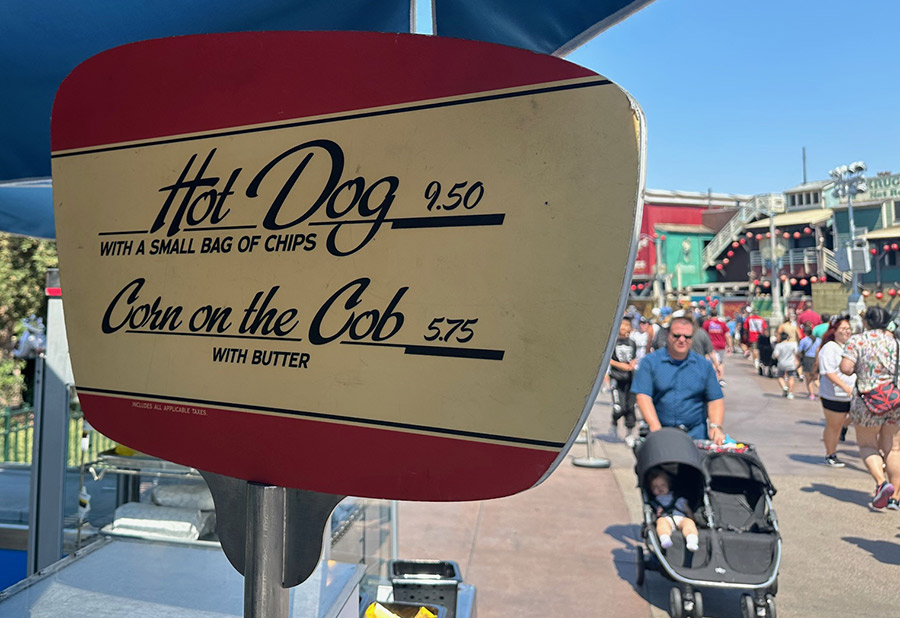 Hot Dog 9.50
WITH A SMALL BAG OF CHIPS
Corn on the Cob 5.75
WITH BUTTER
INCLUDES ALL APPLICABLE TAXES.